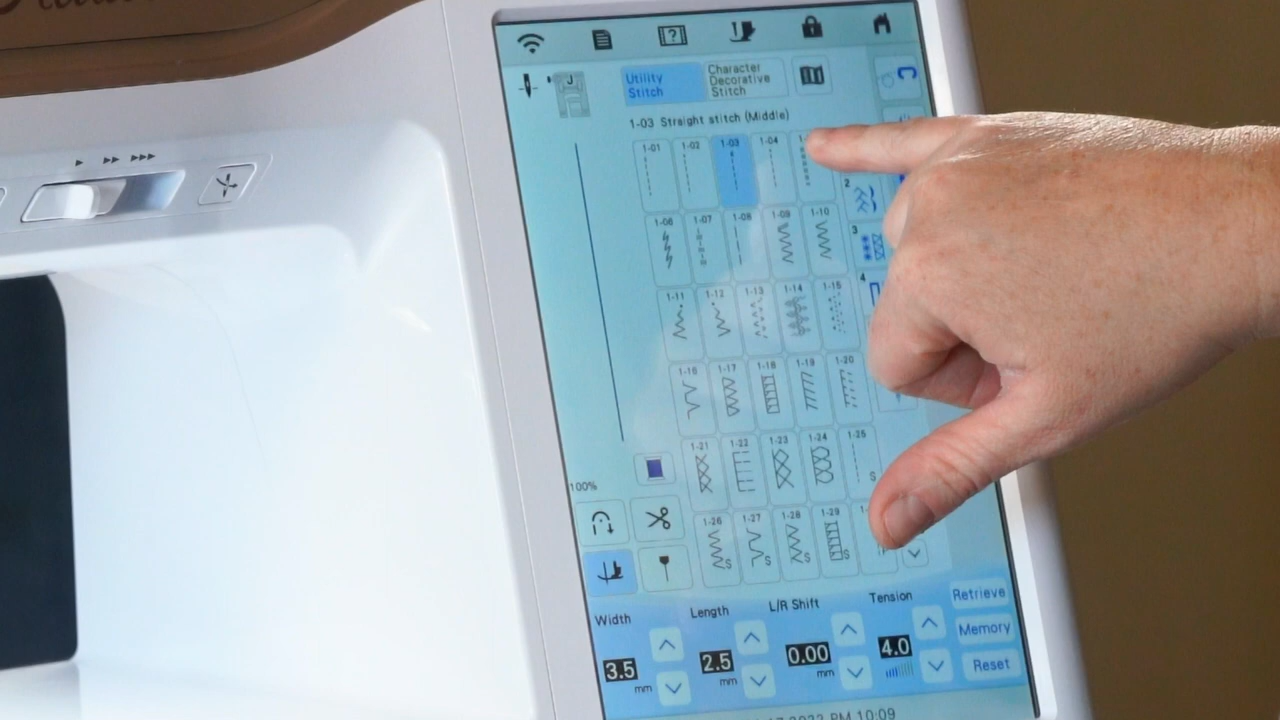 J
Utility
Stitch
Character
Decorative
Stitch
1-03 Straight stitch (Middle)
1-01 1-02 1-03 1-04
2
1-06 1-07 1-08 1-09 1-10
3
4
1-11 1-12 1-13 1-14 1-15
1-16 1-17 1-18 1-19 1-20
1-21 1-22 1-23 1-24 1-25
S
100%
1-26 1-27 1-28 1-29
S S S S
Width Length L/R Shift Tension Retrieve
3.5 2.5 0.00 4.0 Memory
mm mm mm Reset
2022 PM 10:09